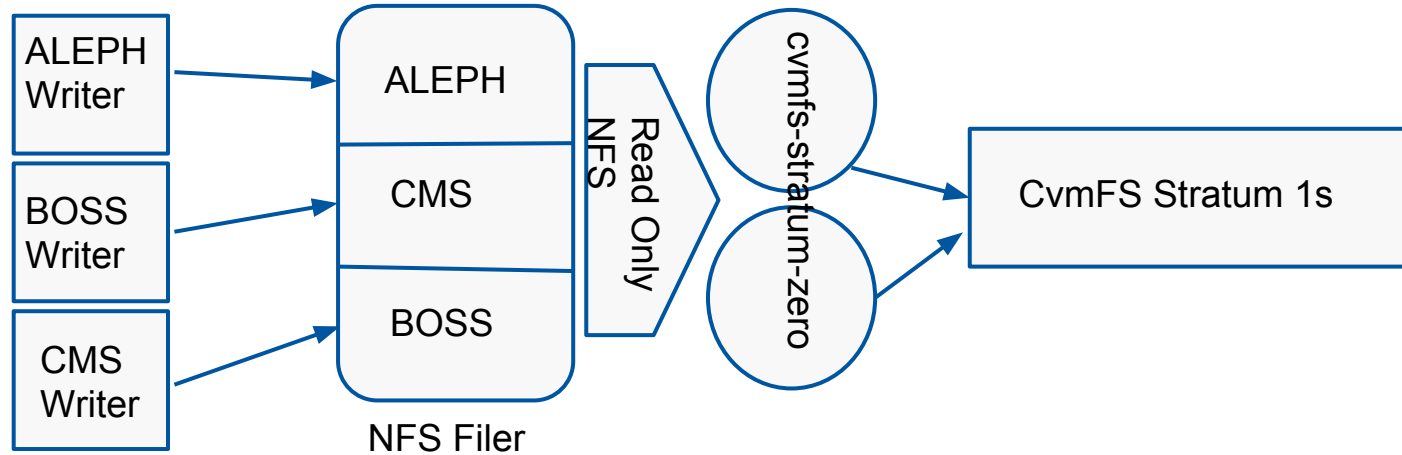 ALEPH
Writer
BOSS
Writer
CMS
Writer
ALEPH
CMS
BOSS
NFS Filer
Read Only
NFS
cvmfs-stratum-zero
CvmFS Stratum 1s